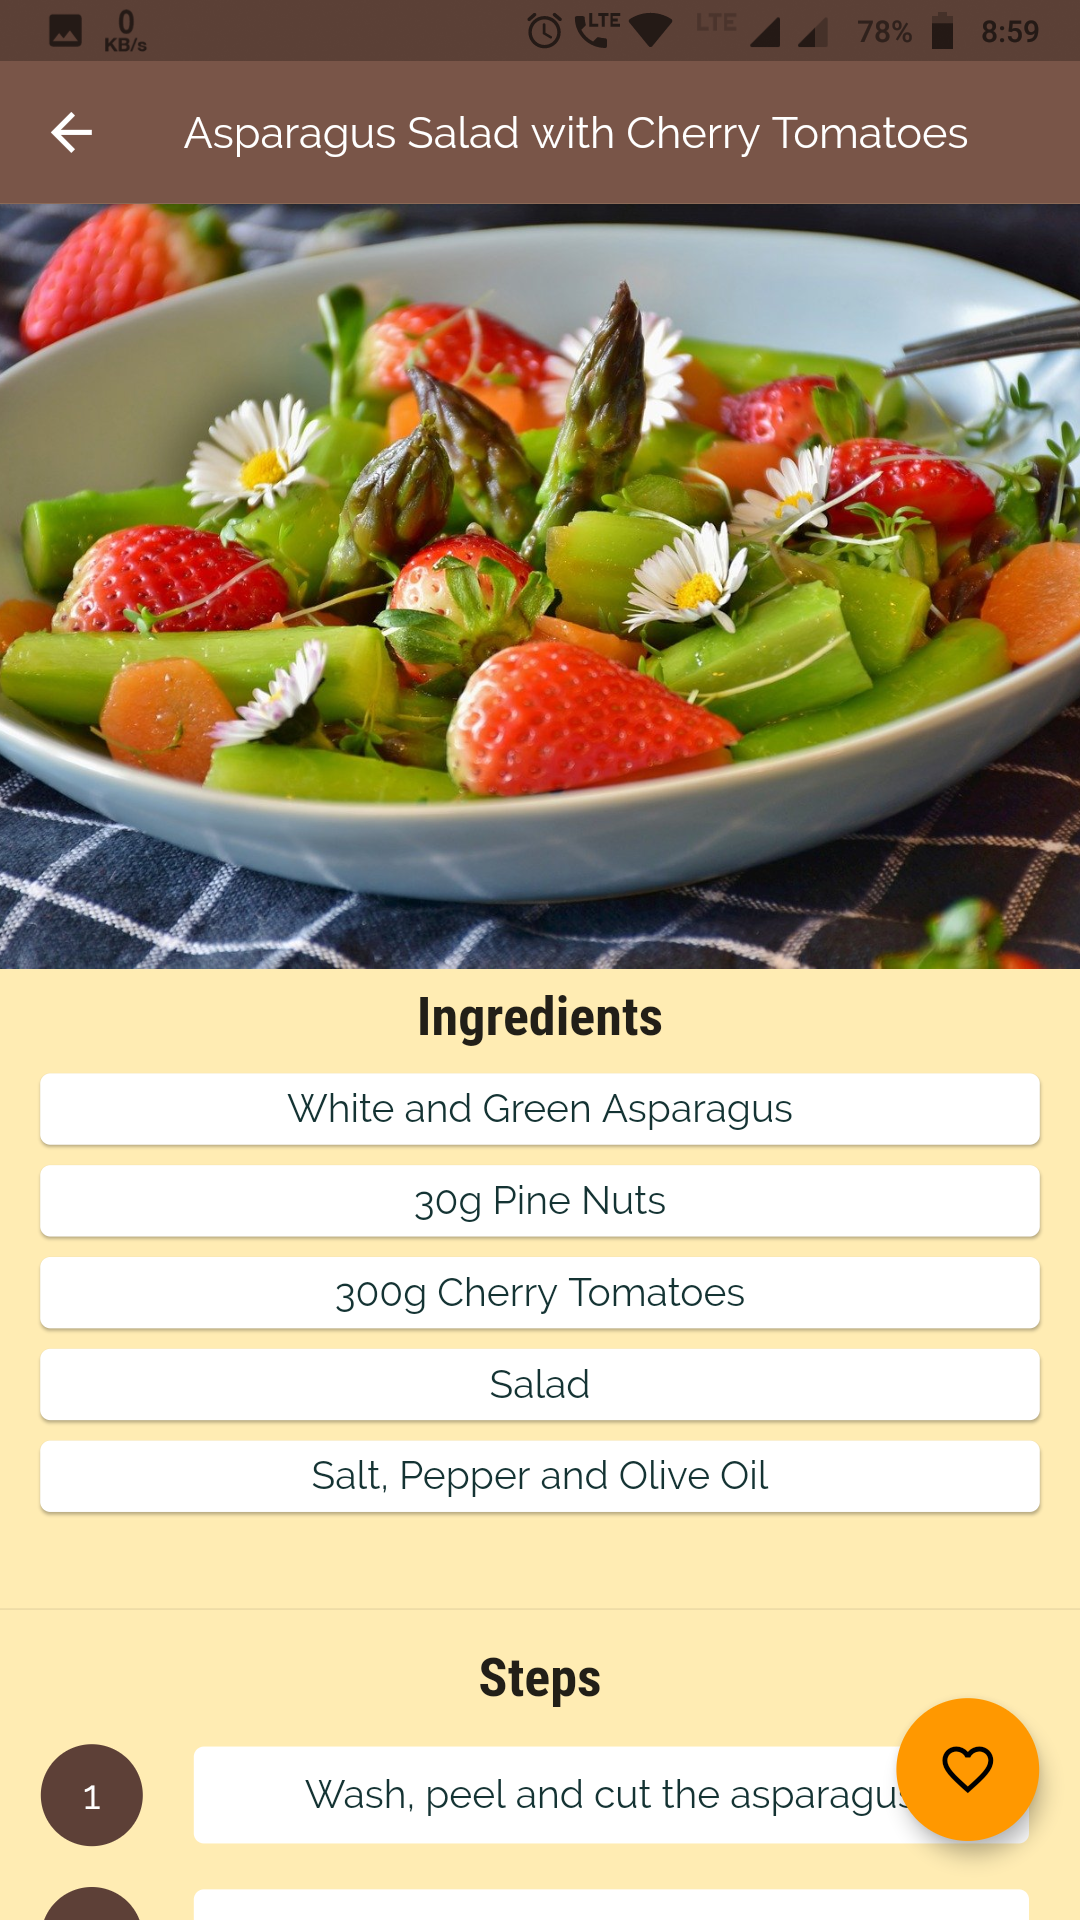 0
KB/s
LTE
LTE
78%
8:59
Asparagus Salad with Cherry Tomatoes
Ingredients
White and Green Asparagus
30g Pine Nuts
300g Cherry Tomatoes
Salad
Salt, Pepper and Olive Oil
Steps
1
Wash, peel and cut the asparagus